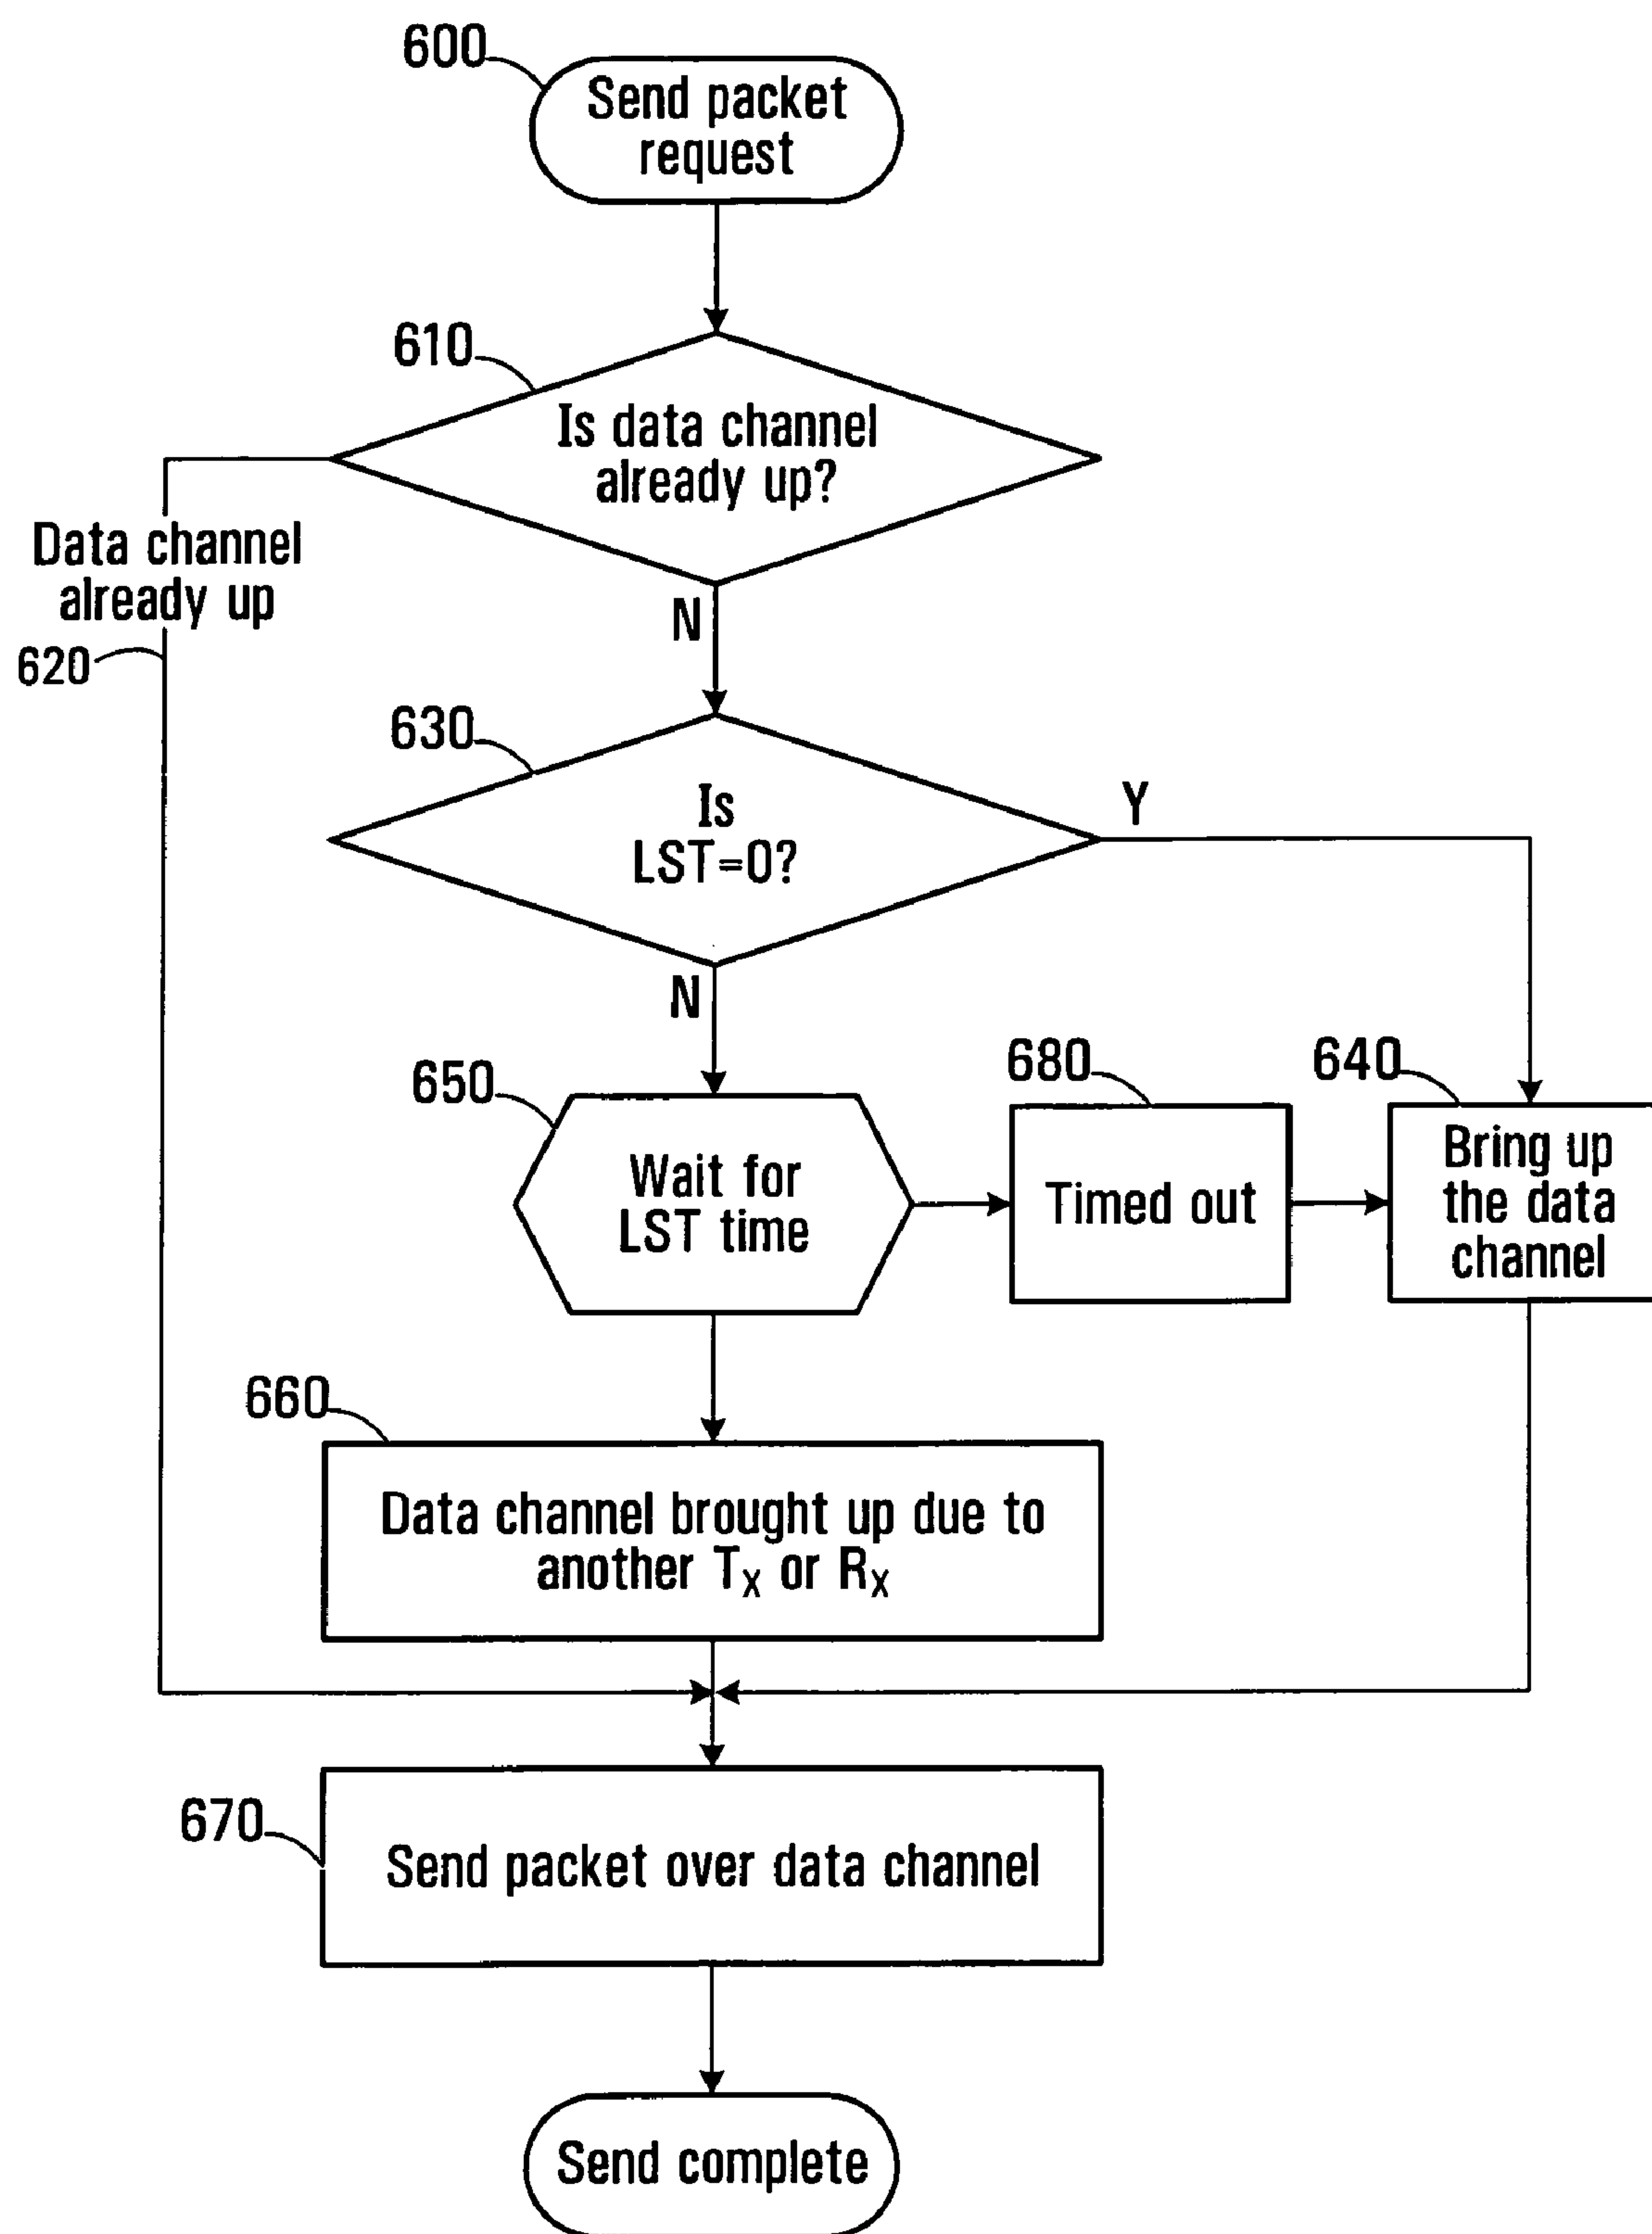 600
Send packet
request
610
Is data channel
already up?
Data channel
already up
620
N
630
Is
LST=0?
Y
N
650
Wait for
LST time
680
Timed out
640
Bring up
the data
channel
660
Data channel brought up due to
another Tx or Rx
670
Send packet over data channel
Send complete